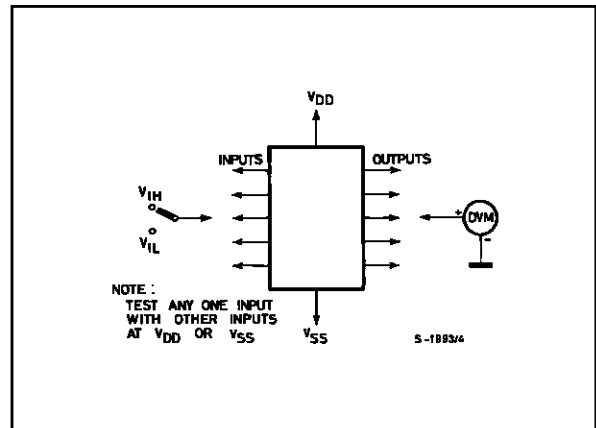 VDD
INPUTS
OUTPUTS
VIH
VIL
+
DVM
-
NOTE :
TEST ANY ONE INPUT
WITH OTHER INPUTS
AT VDD OR VSS
VSS
S-1993/4